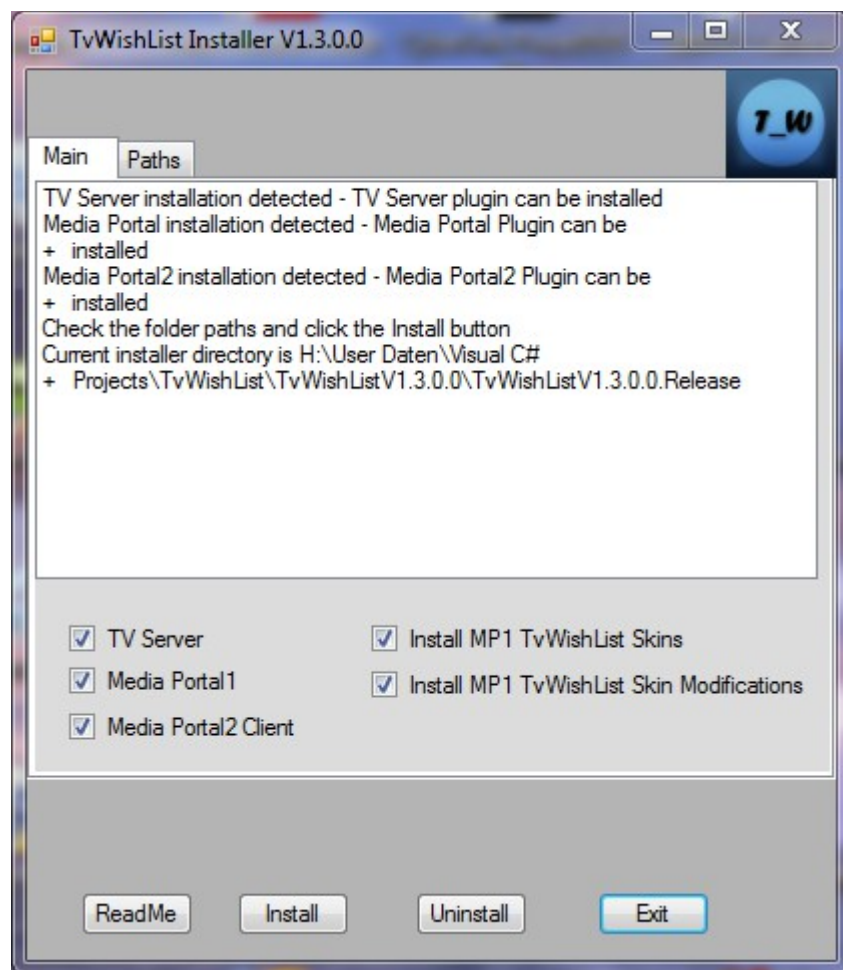 TvWishList Installer V1.3.0.0
T_W
Main
Paths
TV Server installation detected - TV Server plugin can be installed
Media Portal installation detected - Media Portal Plugin can be
+ installed
Media Portal2 installation detected - Media Portal2 Plugin can be
+ installed
Check the folder paths and click the Install button
Current installer directory is H:\User Daten\Visual C#
+ Projects\TvWishList\TvWishListV1.3.0.0\TvWishListV1.3.0.0.Release
TV Server
Install MP1 TvWishList Skins
Media Portal1
Install MP1 TvWishList Skin Modifications
Media Portal2 Client
ReadMe
Install
Uninstall
Exit